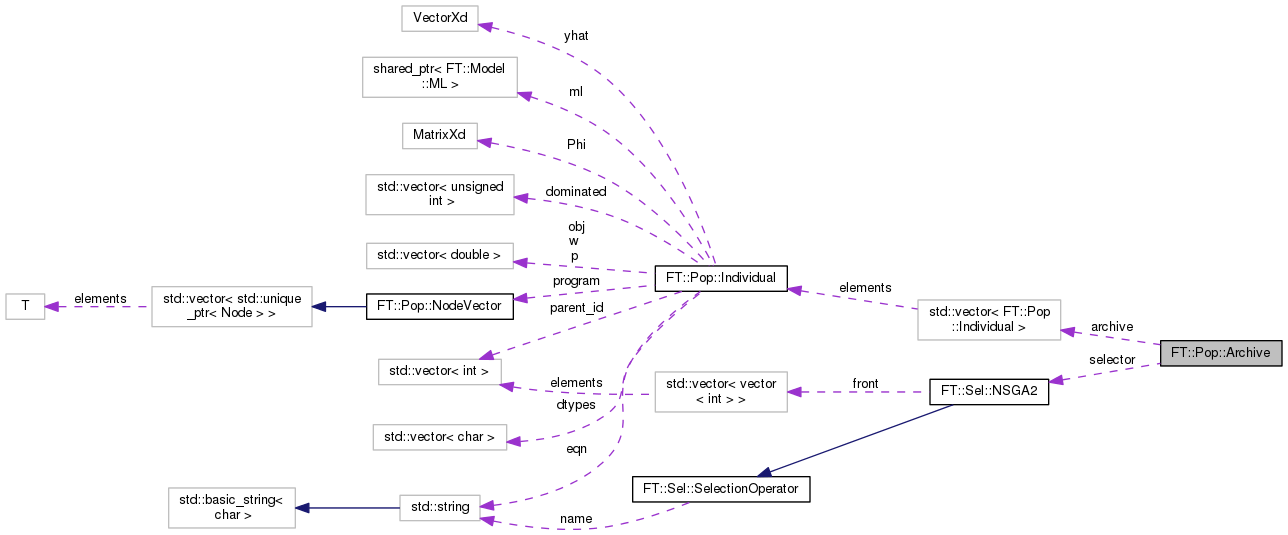 VectorXd
yhat
shared_ptr< FT::Model
::ML >
ml
MatrixXd
Phi
std::vector< unsigned
int >
dominated
obj
w
p
std::vector< double >
FT::Pop::Individual
program
elements
T
elements
std::vector< std::unique
_ptr< Node > >
FT::Pop::NodeVector
parent_id
std::vector< FT::Pop
::Individual >
archive
FT::Pop::Archive
selector
std::vector< int >
elements
std::vector< vector
< int > >
front
FT::Sel::NSGA2
dtypes
std::vector< char >
eqn
FT::Sel::SelectionOperator
std::basic_string<
char >
std::string
name